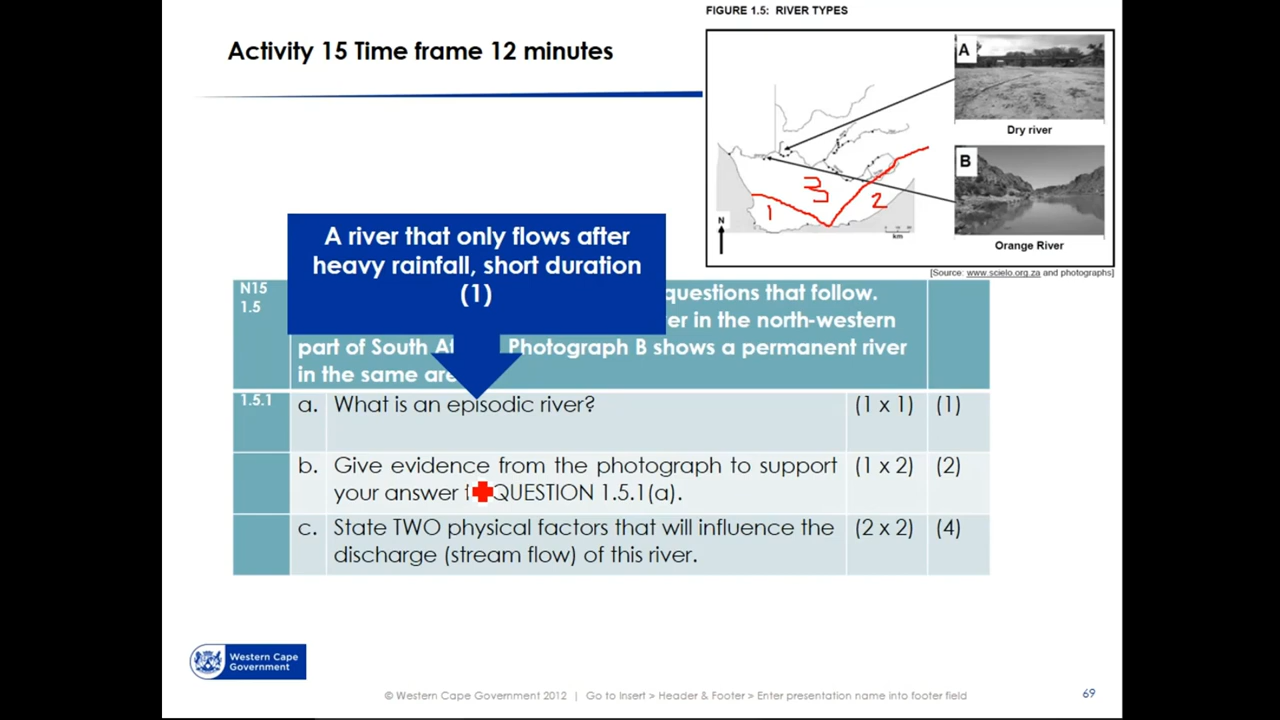 FIGURE 1.5: RIVER TYPES
Activity 15 Time frame 12 minutes
A
Dry river
B
Orange River
N
km
1
2
3
[Source: www.scielo.org.za and photographs]
A river that only flows after
heavy rainfall, short duration
(1)
N15
1.5
questions that follow.
in the north-western
part of South Photograph B shows a permanent river
in the same
1.5.1 a. What is an episodic river? (1 x 1) (1)
b. Give evidence from the photograph to support (1 x 2) (2)
your answer QUESTION 1.5.1(a).
c. State TWO physical factors that will influence the (2 x 2) (4)
discharge (stream flow) of this river.
Western Cape
Government
© Western Cape Government 2012 | Go to Insert > Header & Footer > Enter presentation name into footer field
69